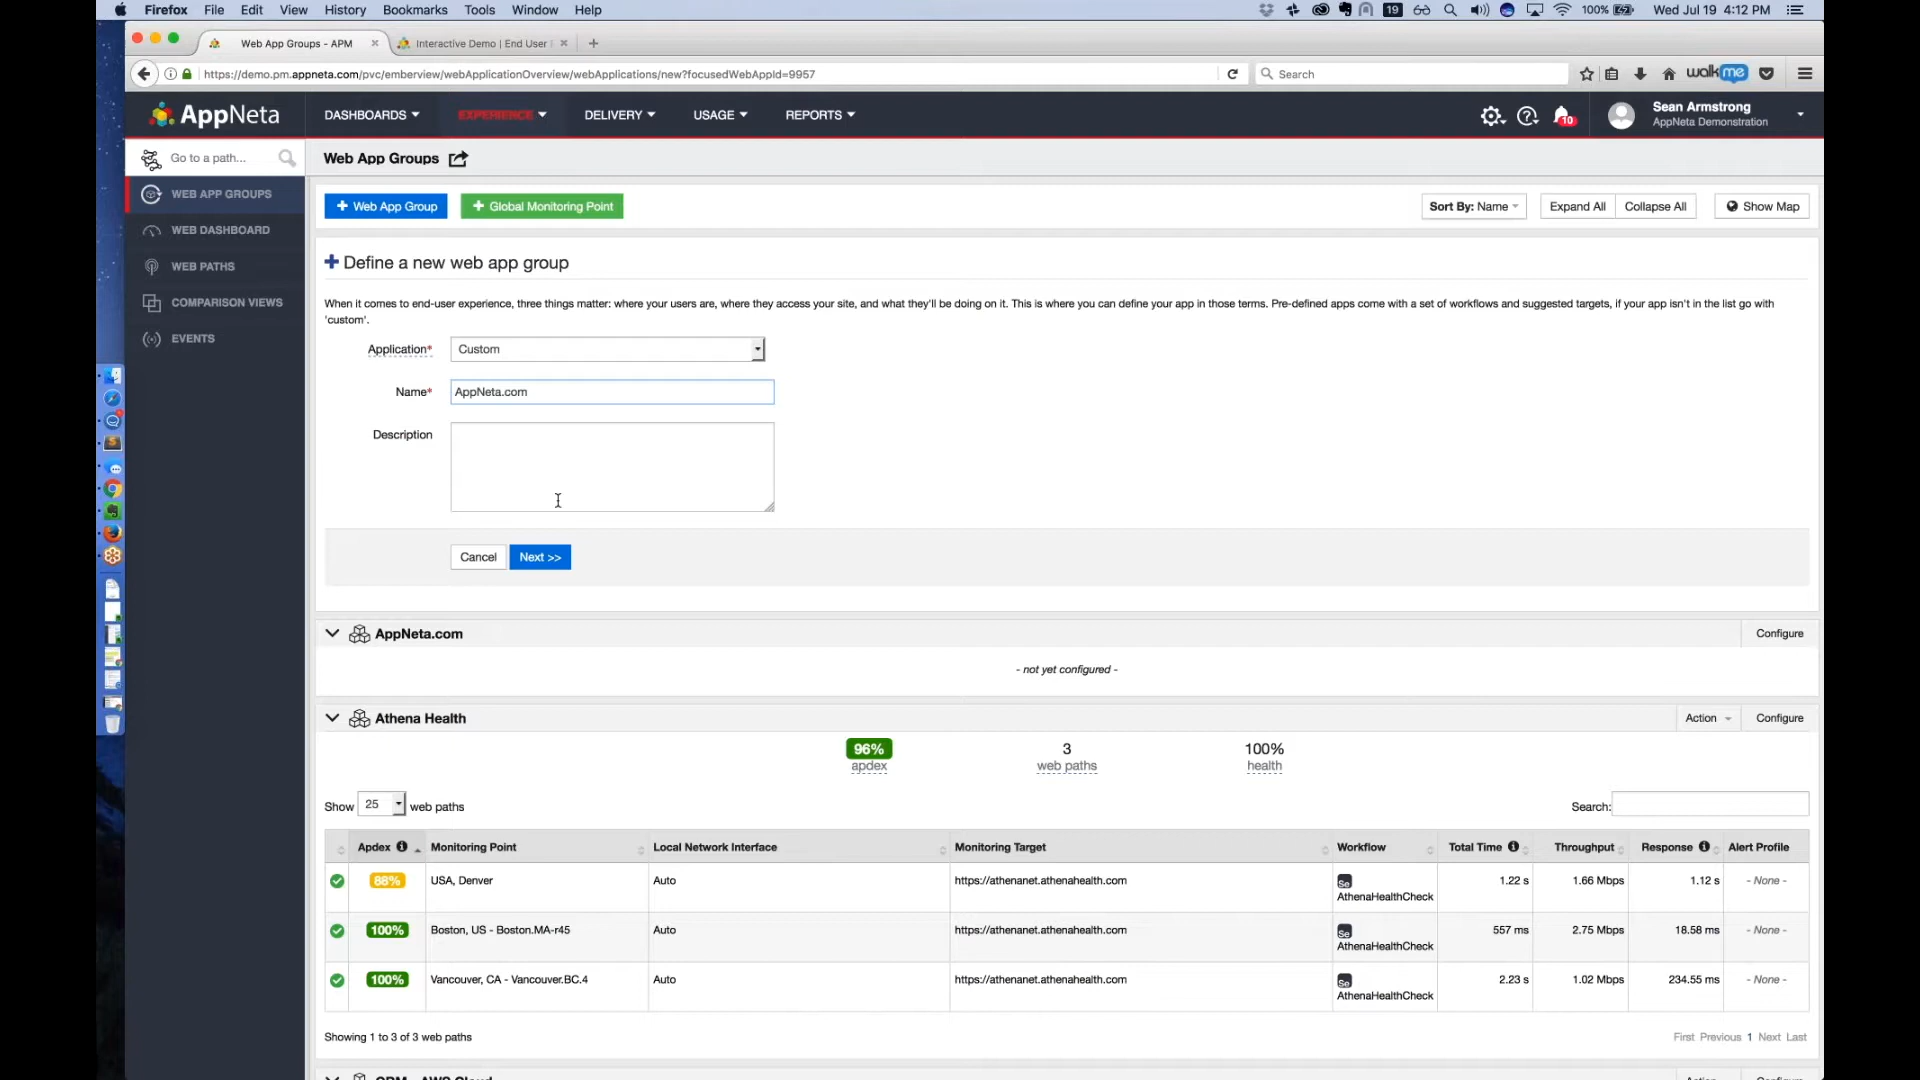 Firefox File Edit View History Bookmarks Tools Window Help 19 100% Wed Jul 19 4:12 PM
Web App Groups - APM Interactive Demo | End User
https://demo.pm.appneta.com/pvc/emberview/webApplicationOverview/webApplications/new?focusedWebAppId=9957 Search walkme
AppNeta DASHBOARDS EXPERIENCE DELIVERY USAGE REPORTS 10 Sean Armstrong
AppNeta Demonstration
Go to a path... Web App Groups
WEB APP GROUPS
WEB DASHBOARD
WEB PATHS
COMPARISON VIEWS
EVENTS
+ Web App Group + Global Monitoring Point Sort By: Name Expand All Collapse All Show Map
+ Define a new web app group
When it comes to end-user experience, three things matter: where your users are, where they access your site, and what they'll be doing on it. This is where you can define your app in those terms. Pre-defined apps come with a set of workflows and suggested targets, if your app isn't in the list go with
'custom'.
Application* Custom
Name* AppNeta.com
Description
Cancel Next >>
AppNeta.com Configure
- not yet configured -
Athena Health Action Configure
96% 3 100%
apdex web paths health
Show 25 web paths Search:
Apdex Monitoring Point Local Network Interface Monitoring Target Workflow Total Time Throughput Response Alert Profile
88% USA, Denver Auto https://athenanet.athenahealth.com Se AthenaHealthCheck 1.22 s 1.66 Mbps 1.12 s - None -
100% Boston, US - Boston.MA-r45 Auto https://athenanet.athenahealth.com Se AthenaHealthCheck 557 ms 2.75 Mbps 18.58 ms - None -
100% Vancouver, CA - Vancouver.BC.4 Auto https://athenanet.athenahealth.com Se AthenaHealthCheck 2.23 s 1.02 Mbps 234.55 ms - None -
Showing 1 to 3 of 3 web paths First Previous 1 Next Last